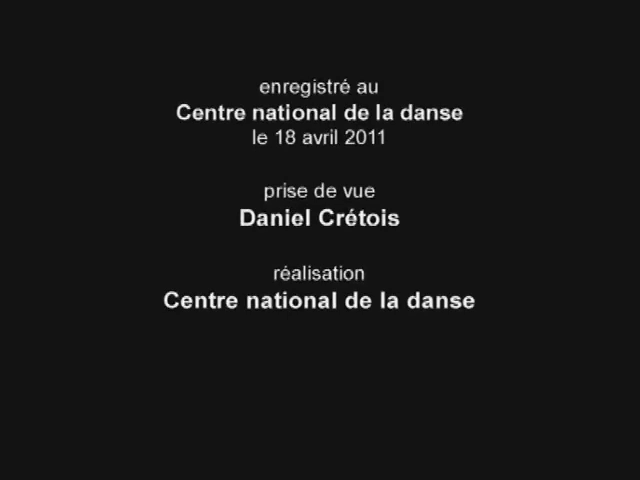 enregistré au
Centre national de la danse
le 18 avril 2011
prise de vue
Daniel Crétois
réalisation
Centre national de la danse